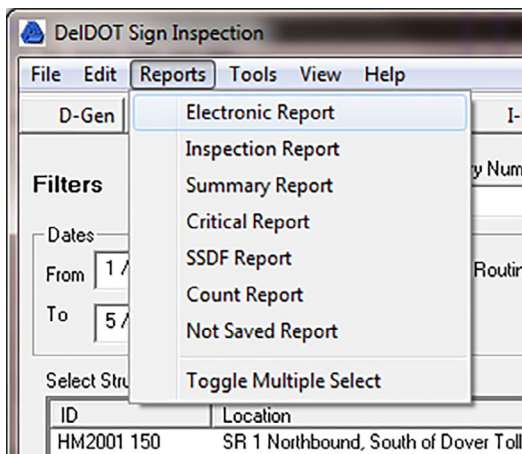 DelDOT Sign Inspection
File Edit Reports Tools View Help
D-Gen
I-
Electronic Report
Inspection Report
Summary Report
Critical Report
SSDF Report
Count Report
Not Saved Report
Toggle Multiple Select
Filters
y Num
Dates
From 1 /
Routin
To 5 /
Select Stru
ID Location
HM2001 150 SR 1 Northbound, South of Dover Toll